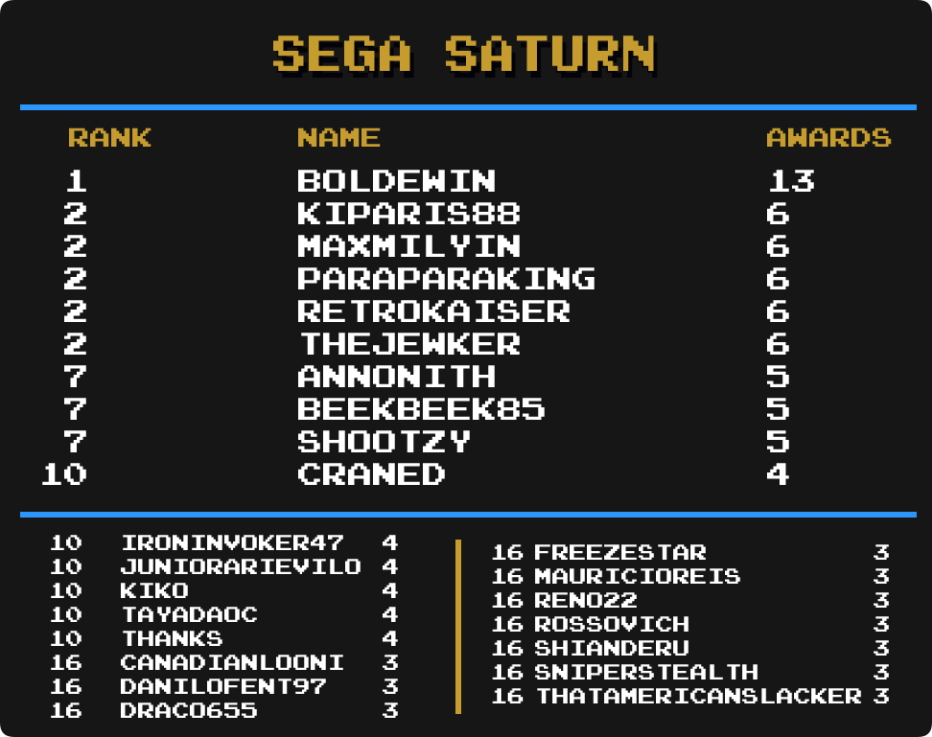 SEGA SATURN
RANK NAME AWARDS
1 BOLDEWIN 13
2 KIPARIS88 6
2 MAXMILYIN 6
2 PARAPARAKING 6
2 RETROKAISER 6
2 THEJEWKER 6
7 ANNONITH 5
7 BEEKBEEK85 5
7 SHOOTZY 5
10 CRANED 4
10 IRONINVOKER47 4
10 JUNIORARIEVILO 4
10 KIKO 4
10 TAYADAOC 4
10 THANKS 4
16 CANADIANLOONI 3
16 DANILOFENT97 3
16 DRACO655 3
16 FREEZESTAR 3
16 MAURICIOREIS 3
16 RENO22 3
16 ROSSOVICH 3
16 SHIANDERU 3
16 SNIPERSTEALTH 3
16 THATAMERICANSLACKER 3